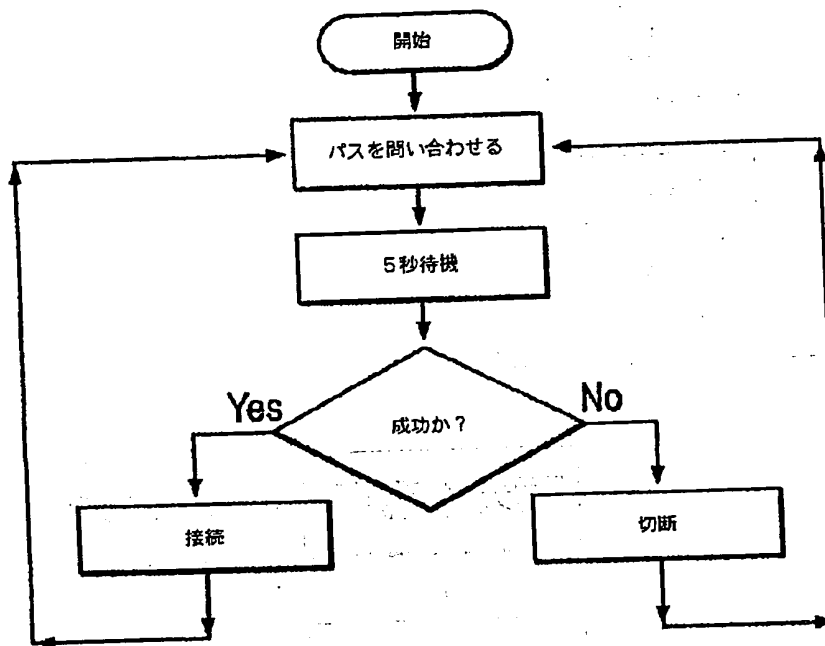 開始
パスを問い合わせる
5秒待機
成功か?
Yes
No
接続
切断